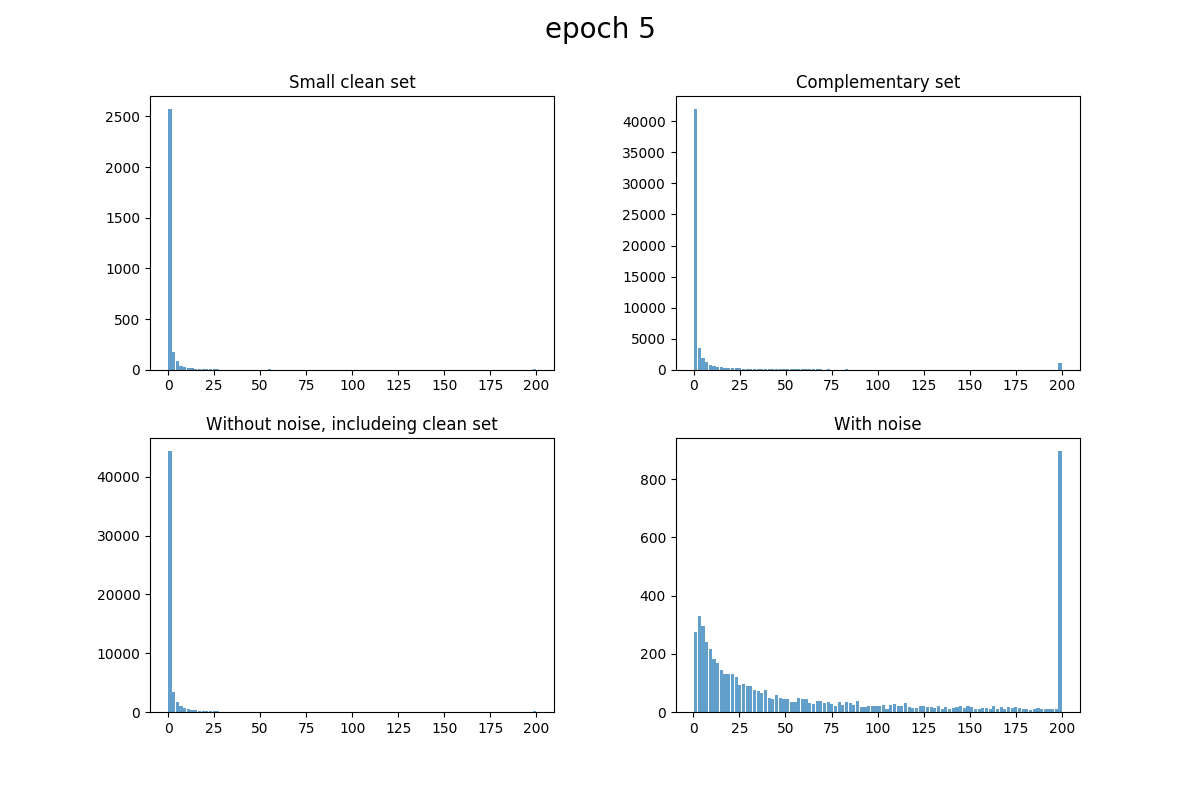 epoch 5
Small clean set
2500
2000
1500
1000
500
0
0 25 50 75 100 125 150 175 200
Complementary set
40000
35000
30000
25000
20000
15000
10000
5000
0
0 25 50 75 100 125 150 175 200
Without noise, includeing clean set
40000
30000
20000
10000
0
0 25 50 75 100 125 150 175 200
With noise
800
600
400
200
0
0 25 50 75 100 125 150 175 200